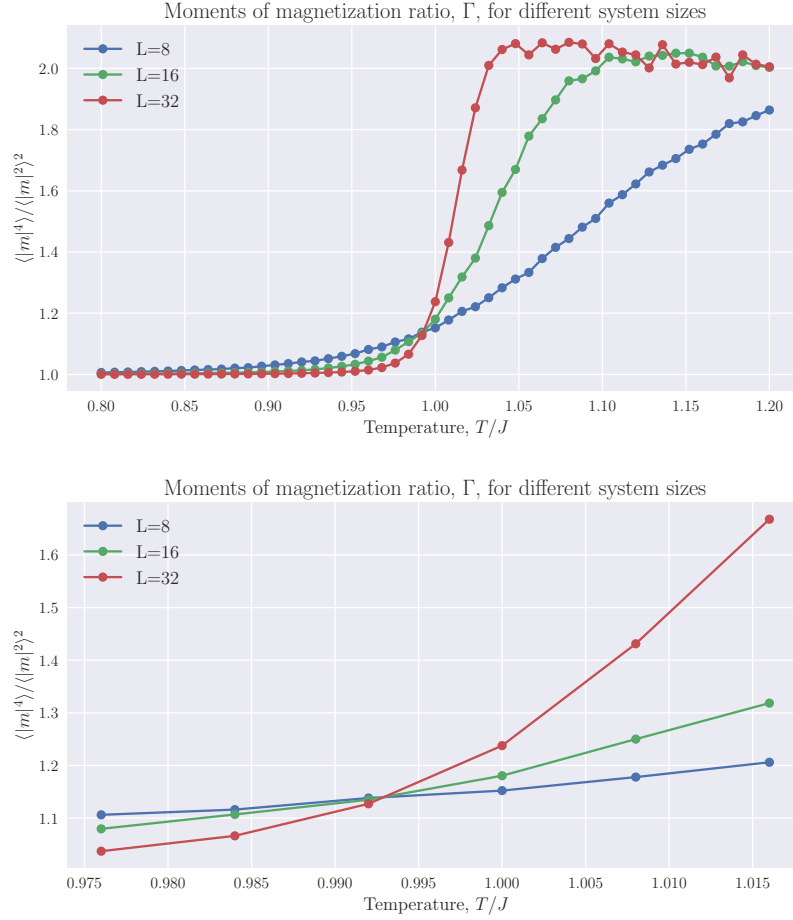 Moments of magnetization ratio, Γ, for different system sizes
L=8
L=16
L=32
⟨|m|⁴⟩/⟨|m|²⟩²
2.0
1.8
1.6
1.4
1.2
1.0
0.80 0.85 0.90 0.95 1.00 1.05 1.10 1.15 1.20
Temperature, T/J
Moments of magnetization ratio, Γ, for different system sizes
L=8
L=16
L=32
⟨|m|⁴⟩/⟨|m|²⟩²
1.6
1.5
1.4
1.3
1.2
1.1
0.975 0.980 0.985 0.990 0.995 1.000 1.005 1.010 1.015
Temperature, T/J